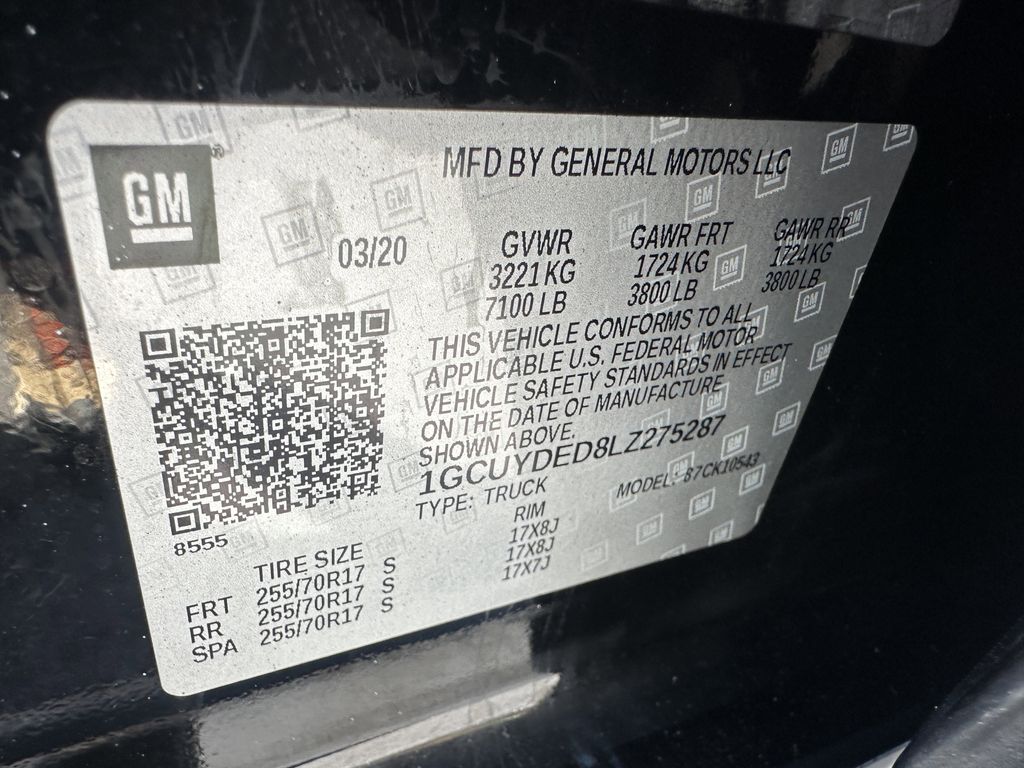 GM
MFD BY GENERAL MOTORS LLC
03/20
GVWR GAWR FRT GAWR RR
3221 KG 1724 KG 1724 KG
7100 LB 3800 LB 3800 LB
THIS VEHICLE CONFORMS TO ALL
APPLICABLE U.S. FEDERAL MOTOR
VEHICLE SAFETY STANDARDS IN EFFECT
ON THE DATE OF MANUFACTURE
SHOWN ABOVE.
1GCUYDED8LZ275287
TYPE: TRUCK MODEL: 87CK10543
8555
TIRE SIZE RIM
FRT 255/70R17 S 17X8J
RR 255/70R17 S 17X8J
SPA 255/70R17 S 17X7J